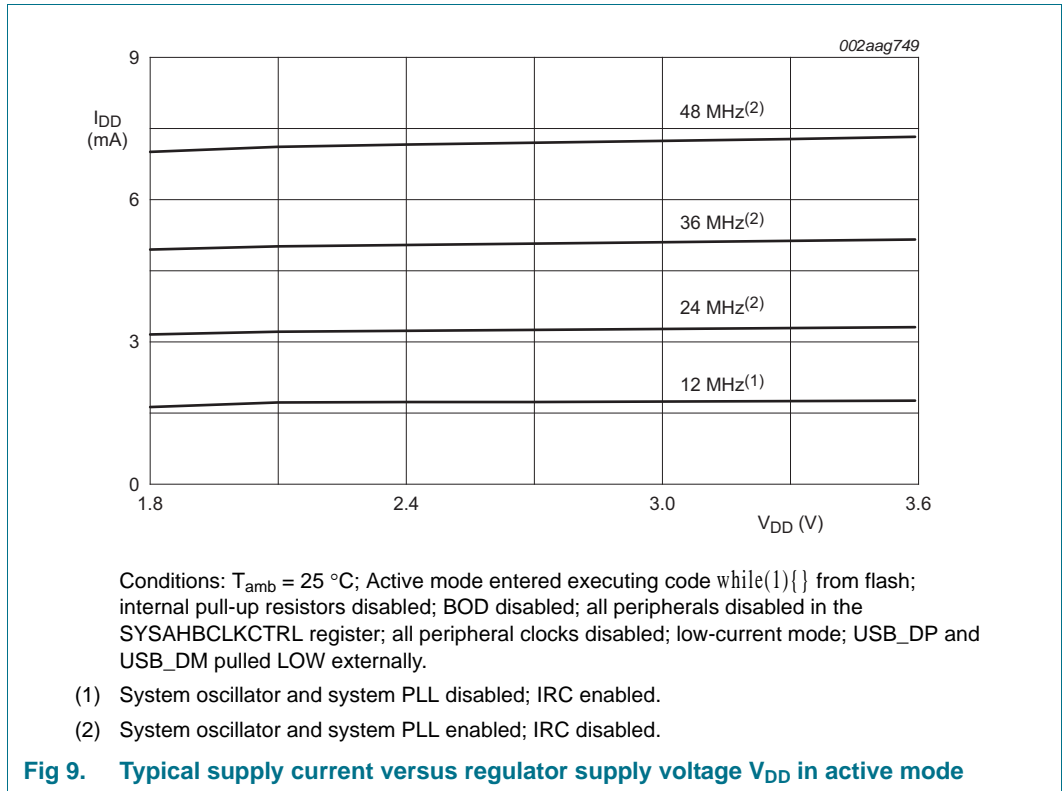 002aag749
9
IDD
(mA)
48 MHz(2)
6
36 MHz(2)
24 MHz(2)
3
12 MHz(1)
0
1.8 2.4 3.0 3.6
VDD (V)
Conditions: Tamb = 25 °C; Active mode entered executing code while(1){} from flash;
internal pull-up resistors disabled; BOD disabled; all peripherals disabled in the
SYSAHBCLKCTRL register; all peripheral clocks disabled; low-current mode; USB_DP and
USB_DM pulled LOW externally.
(1) System oscillator and system PLL disabled; IRC enabled.
(2) System oscillator and system PLL enabled; IRC disabled.
Fig 9. Typical supply current versus regulator supply voltage VDD in active mode